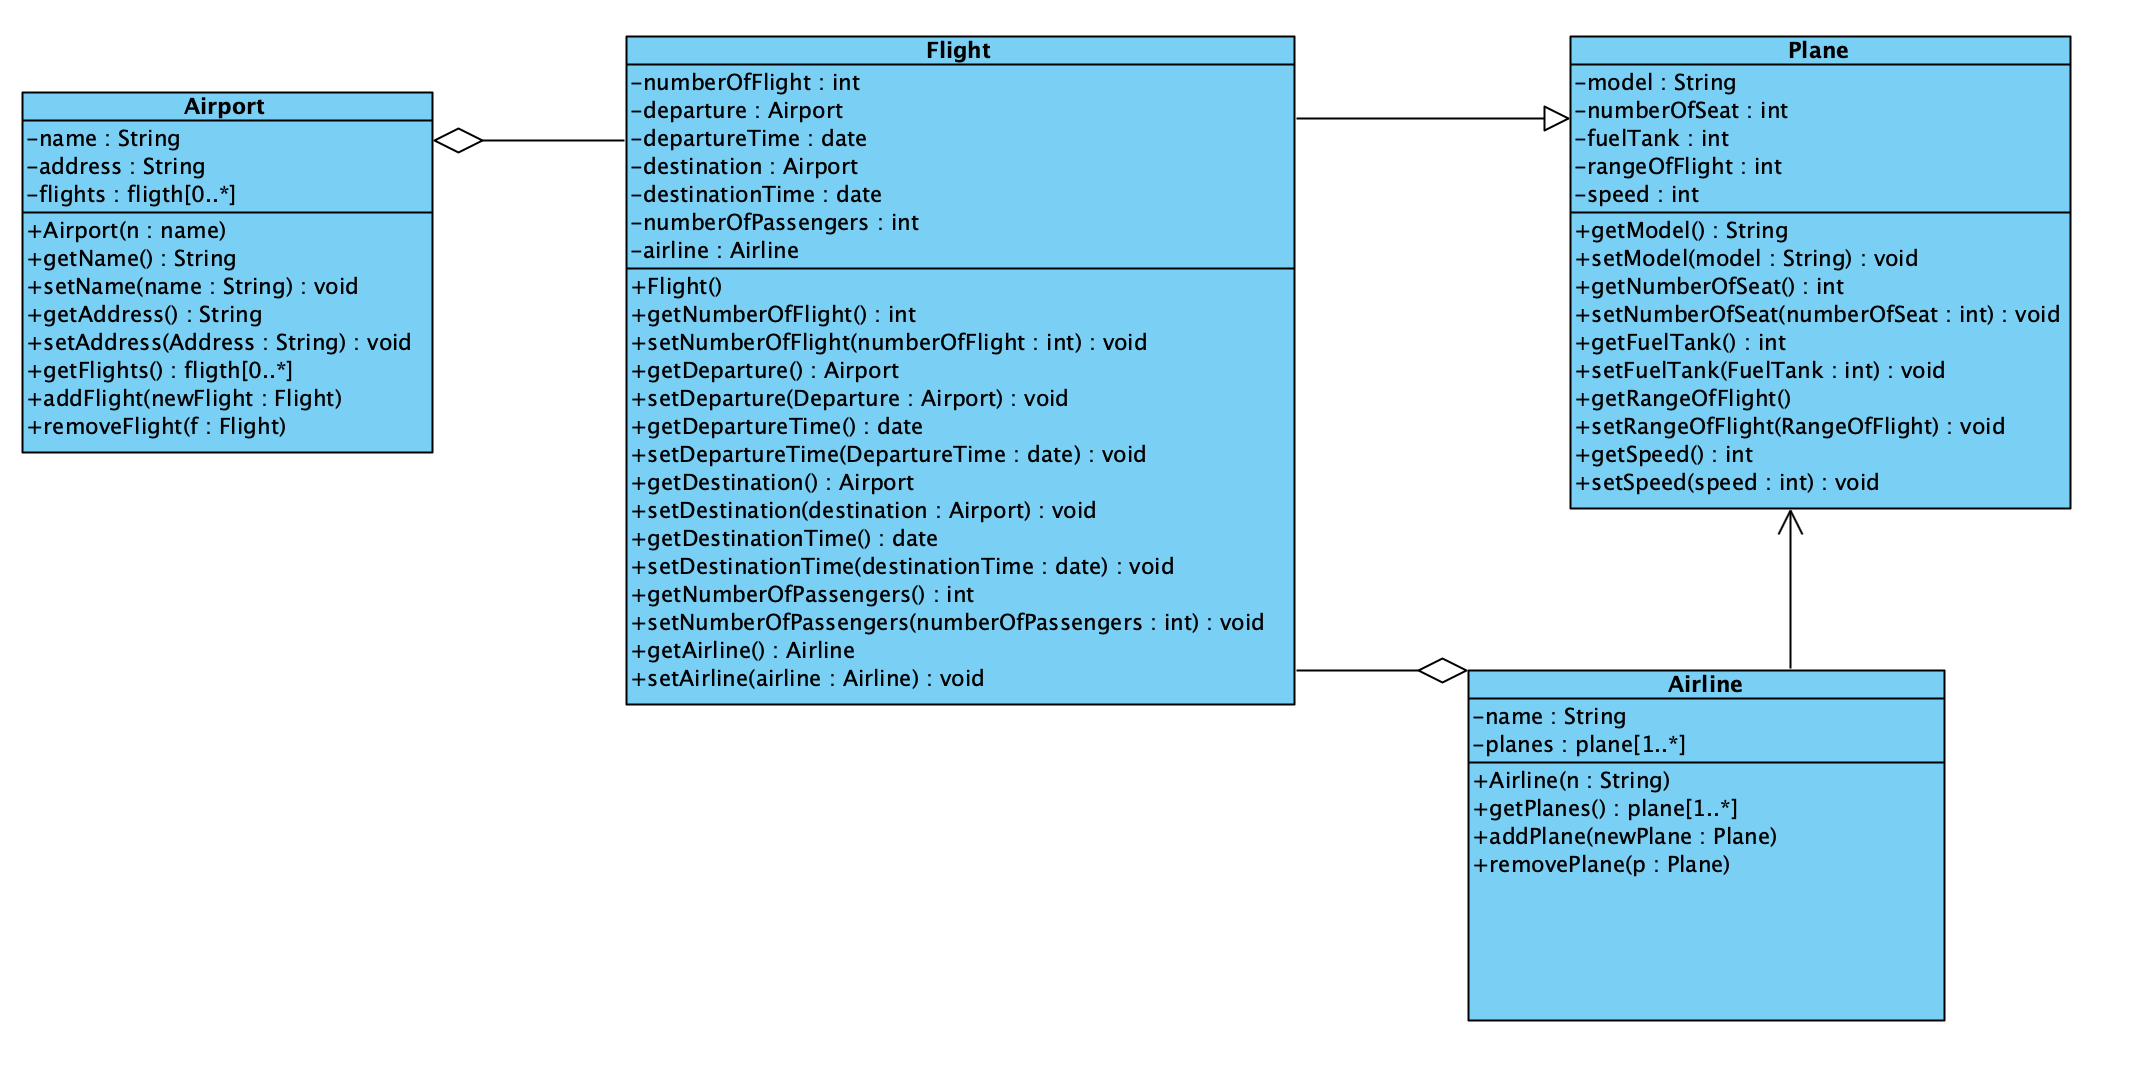 Airport
-name : String
-address : String
-flights : fligth[0..*]
+Airport(n : name)
+getName() : String
+setName(name : String) : void
+getAddress() : String
+setAddress(Address : String) : void
+getFlights() : fligth[0..*]
+addFlight(newFlight : Flight)
+removeFlight(f : Flight)
Flight
-numberOfFlight : int
-departure : Airport
-departureTime : date
-destination : Airport
-destinationTime : date
-numberOfPassengers : int
-airline : Airline
+Flight()
+getNumberOfFlight() : int
+setNumberOfFlight(numberOfFlight : int) : void
+getDeparture() : Airport
+setDeparture(Departure : Airport) : void
+getDepartureTime() : date
+setDepartureTime(DepartureTime : date) : void
+getDestination() : Airport
+setDestination(destination : Airport) : void
+getDestinationTime() : date
+setDestinationTime(destinationTime : date) : void
+getNumberOfPassengers() : int
+setNumberOfPassengers(numberOfPassengers : int) : void
+getAirline() : Airline
+setAirline(airline : Airline) : void
Plane
-model : String
-numberOfSeat : int
-fuelTank : int
-rangeOfFlight : int
-speed : int
+getModel() : String
+setModel(model : String) : void
+getNumberOfSeat() : int
+setNumberOfSeat(numberOfSeat : int) : void
+getFuelTank() : int
+setFuelTank(FuelTank : int) : void
+getRangeOfFlight()
+setRangeOfFlight(RangeOfFlight) : void
+getSpeed() : int
+setSpeed(speed : int) : void
Airline
-name : String
-planes : plane[1..*]
+Airline(n : String)
+getPlanes() : plane[1..*]
+addPlane(newPlane : Plane)
+removePlane(p : Plane)